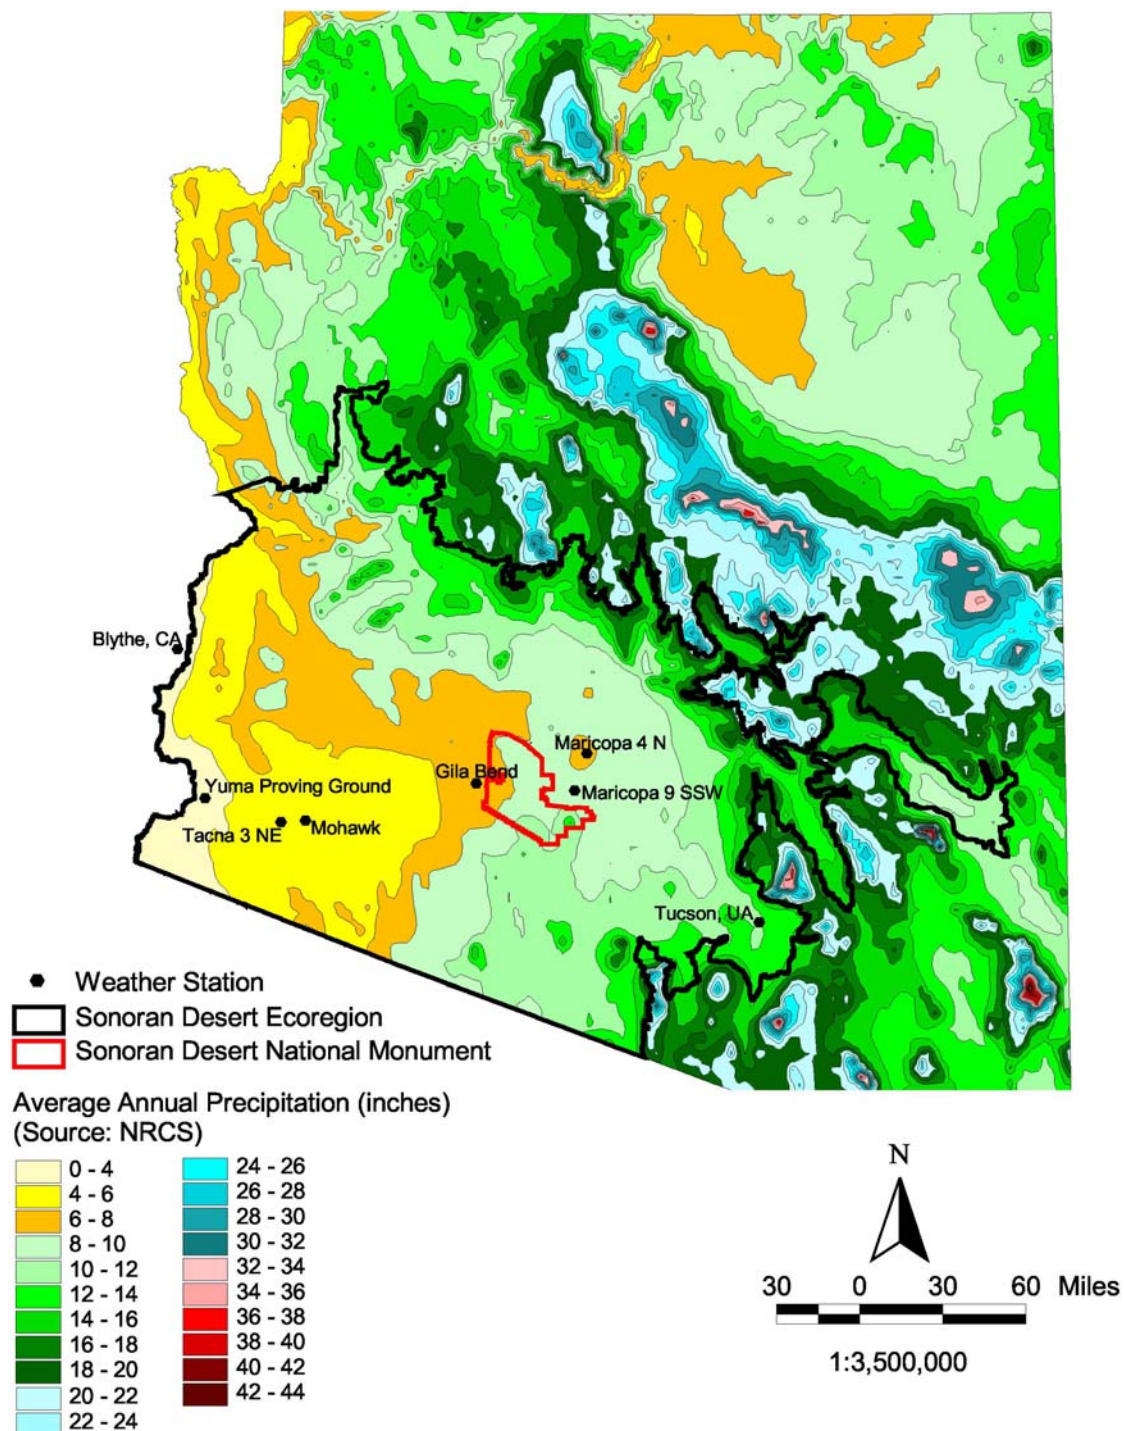 Blythe, CA
Maricopa 4 N
Gila Bend
Yuma Proving Ground
Maricopa 9 SSW
Tacna 3 NE
Mohawk
Tucson, UA
Weather Station
Sonoran Desert Ecoregion
Sonoran Desert National Monument
Average Annual Precipitation (inches)
(Source: NRCS)
0 - 4
4 - 6
6 - 8
8 - 10
10 - 12
12 - 14
14 - 16
16 - 18
18 - 20
20 - 22
22 - 24
24 - 26
26 - 28
28 - 30
30 - 32
32 - 34
34 - 36
36 - 38
38 - 40
40 - 42
42 - 44
N
30 0 30 60 Miles
1:3,500,000